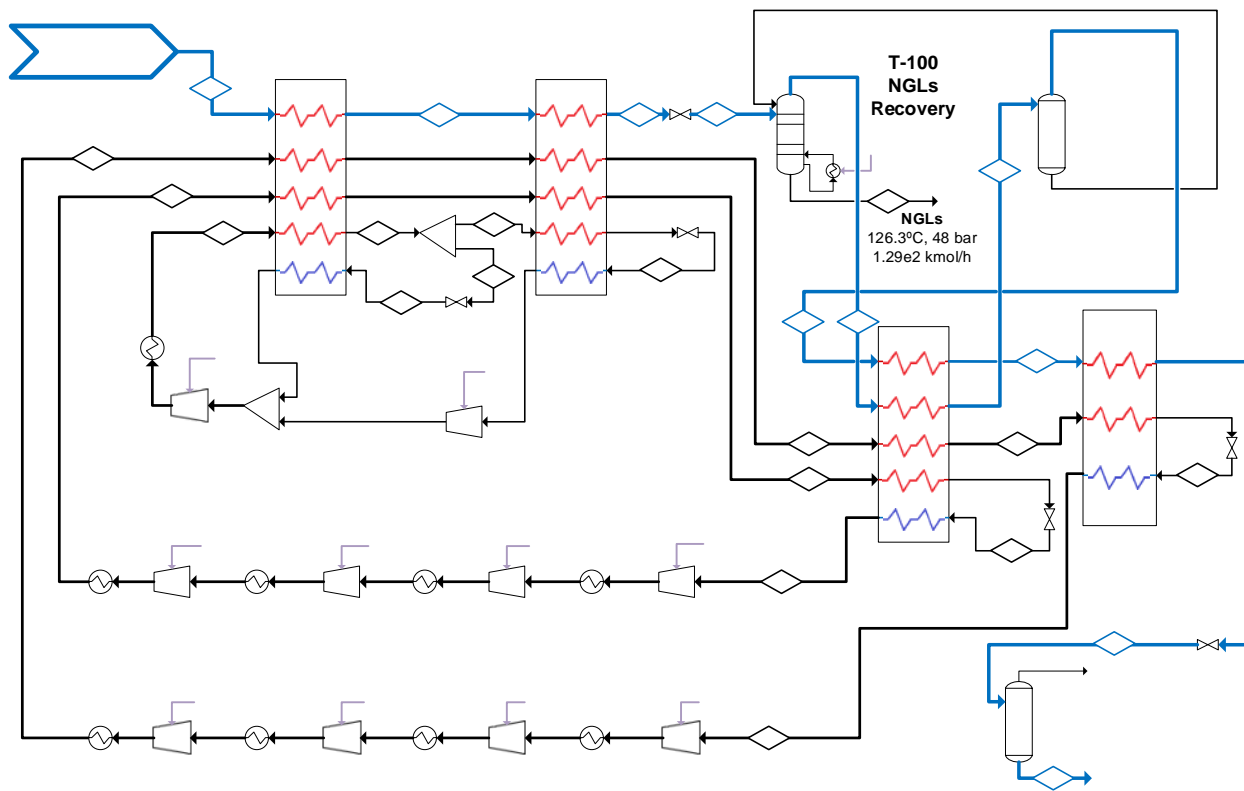 T-100
NGLs
Recovery
NGLs
126.3ºC, 48 bar
1.29e2 kmol/h